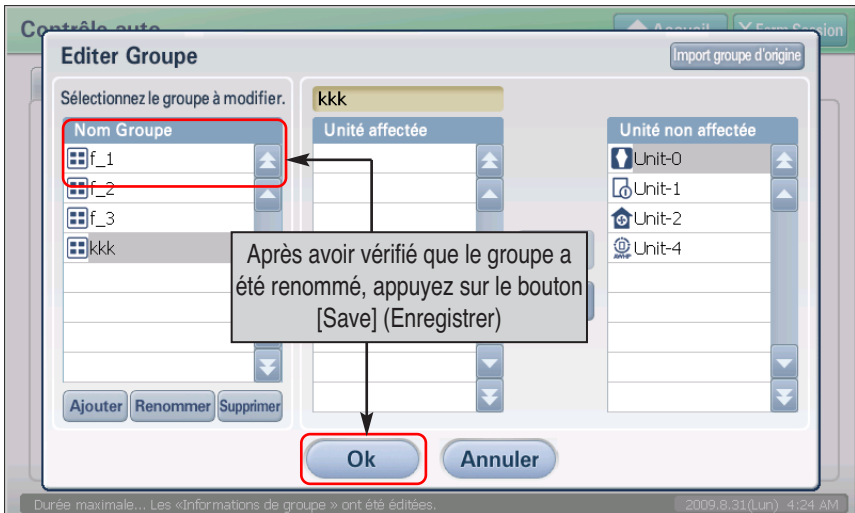 Contrôle auto
Accueil
X Ferm Session
Editer Groupe
Import groupe d'origine
Sélectionnez le groupe à modifier.
kkk
Nom Groupe
Unité affectée
Unité non affectée
f_1
f_2
f_3
kkk
Unit-0
Unit-1
Unit-2
Unit-4
Après avoir vérifié que le groupe a
été renommé, appuyez sur le bouton
[Save] (Enregistrer)
Ajouter
Renommer
Supprimer
Ok
Annuler
Durée maximale... Les «Informations de groupe » ont été éditées.
2009.8.31(Lun) 4:24 AM